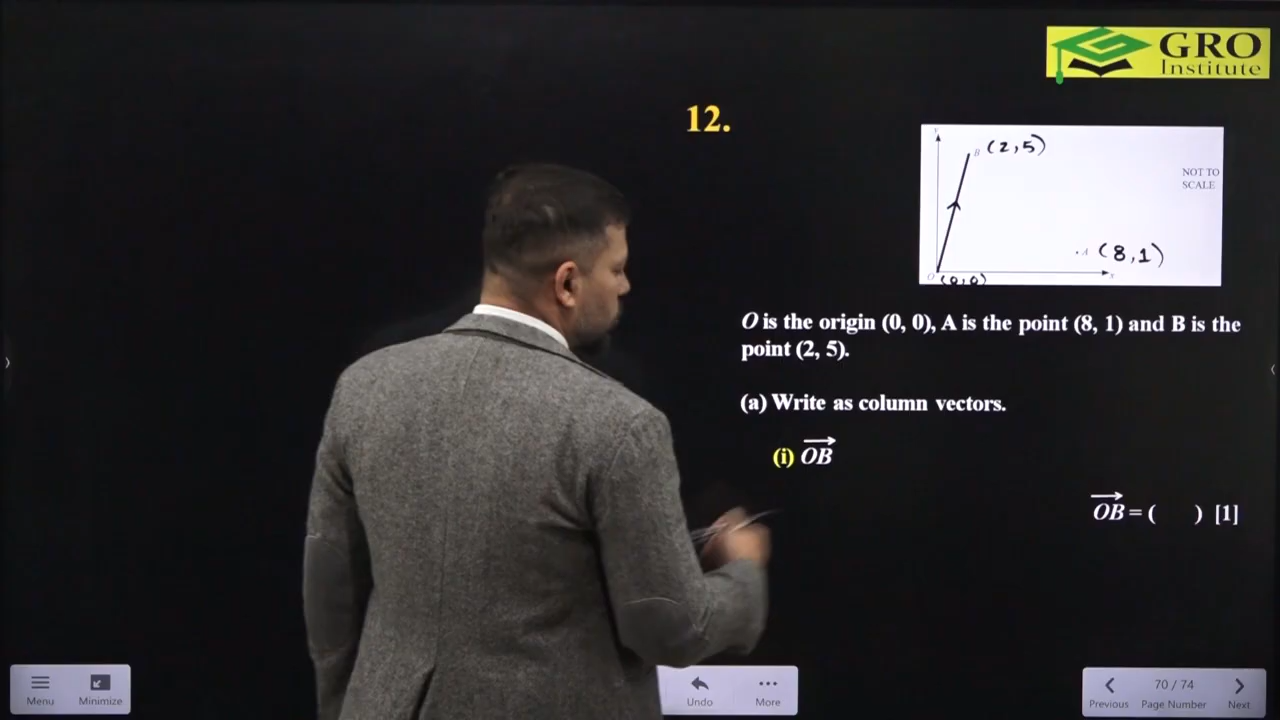 GRO
Institute
12.
y
B (2,5)
NOT TO
SCALE
A (8,1)
O (0,0)
x
O is the origin (0, 0), A is the point (8, 1) and B is the
point (2, 5).
(a) Write as column vectors.
(i) OB
OB = ( ) [1]
Menu
Minimize
Undo
More
Previous
70 / 74
Page Number
Next